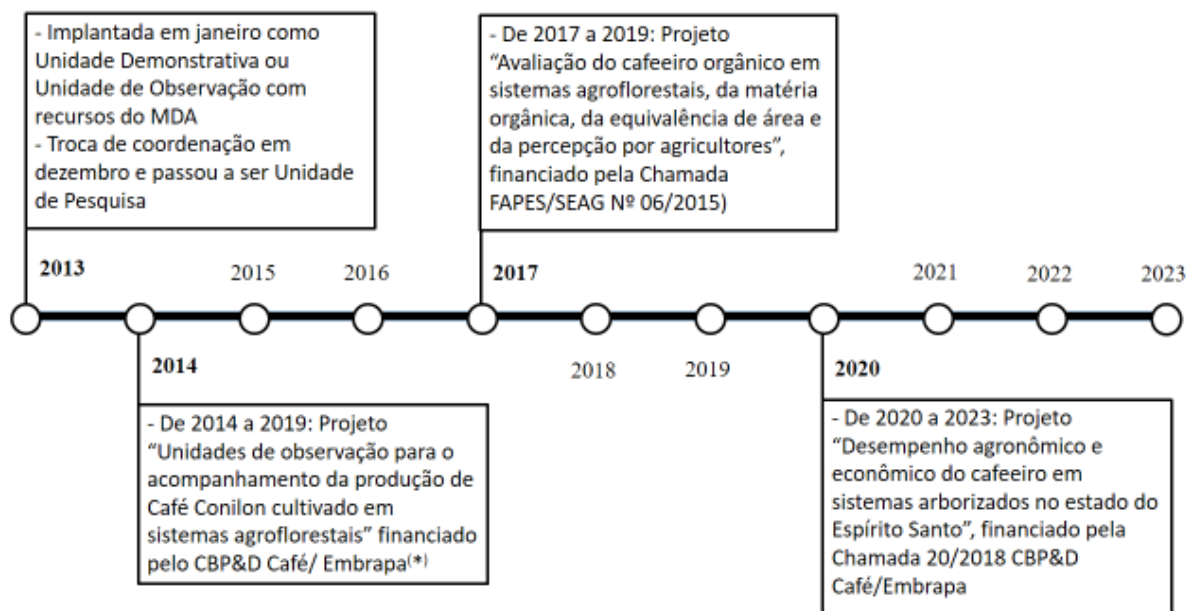 - Implantada em janeiro como
Unidade Demonstrativa ou
Unidade de Observação com
recursos do MDA
- Troca de coordenação em
dezembro e passou a ser Unidade
de Pesquisa
- De 2017 a 2019: Projeto
“Avaliação do cafeeiro orgânico em
sistemas agroflorestais, da matéria
orgânica, da equivalência de área e
da percepção por agricultores”,
financiado pela Chamada
FAPES/SEAG Nº 06/2015)
2013
2015
2016
2017
2021
2022
2023
2014
2018
2019
2020
- De 2014 a 2019: Projeto
“Unidades de observação para o
acompanhamento da produção de
Café Conilon cultivado em
sistemas agroflorestais” financiado
pelo CBP&D Café/ Embrapa(*)
- De 2020 a 2023: Projeto
“Desempenho agronômico e
econômico do cafeeiro em
sistemas arborizados no estado do
Espírito Santo”, financiado pela
Chamada 20/2018 CBP&D
Café/Embrapa